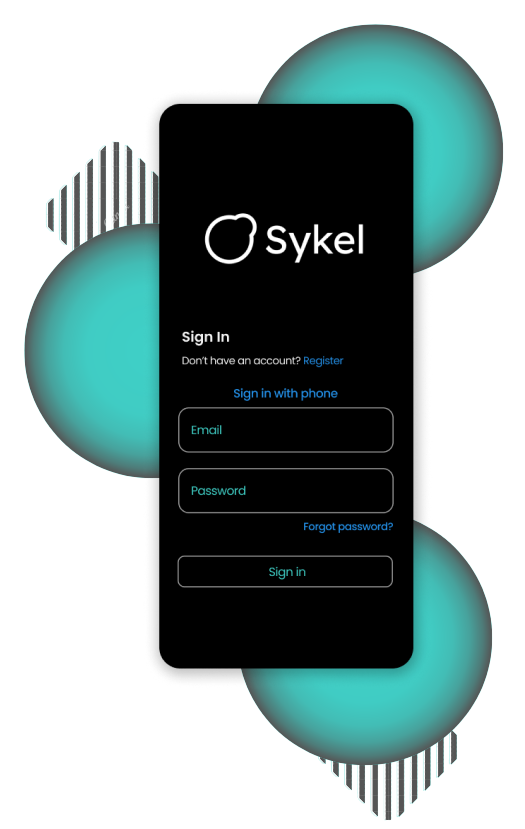 Sykel
Sign In
Don't have an account? Register
Sign in with phone
Email
Password
Forgot password?
Sign in